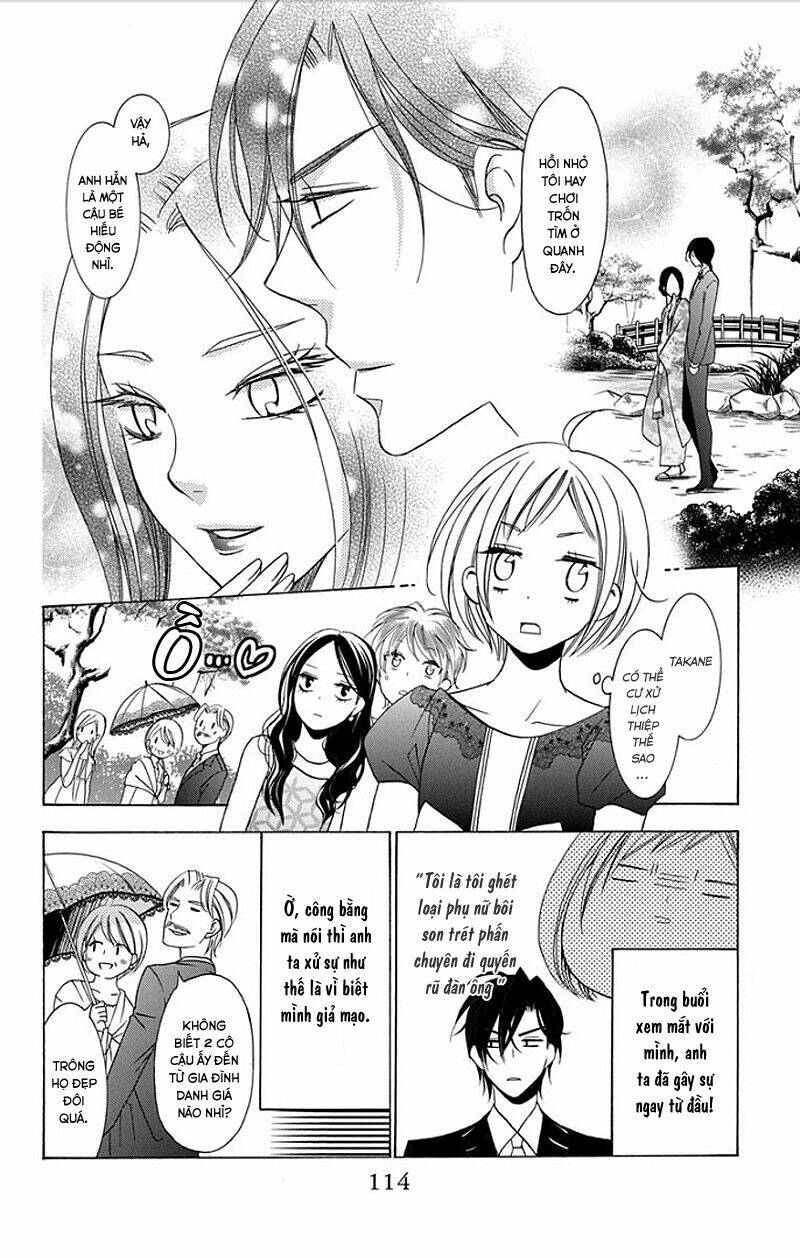 HỒI NHỎ
TÔI HAY
CHƠI
TRỐN
TÌM Ở
QUANH
ĐÂY.
VẬY
HẢ,
ANH HẲN
LÀ MỘT
CẬU BÉ
HIẾU
ĐỘNG
NHỈ.
TAKANE
CÓ THỂ
CƯ XỬ
LỊCH
THIỆP
THẾ
SAO
...
Ồ...♡
Trong buổi
xem mắt với
mình, anh
ta đã gây sự
ngay từ đầu!
“Tôi là tôi ghét
loại phụ nữ bôi
son trét phấn
chuyên đi quyến
rũ đàn ông ”
Ờ, công bằng
mà nói thì anh
ta xử sự như
thế là vì biết
mình giả mạo.
KHÔNG
BIẾT 2 CÔ
CẬU ẤY ĐẾN
TỪ GIA ĐÌNH
DANH GIÁ
NÀO NHỈ?
TRÔNG
HỌ ĐẸP
ĐÔI
QUÁ.
114